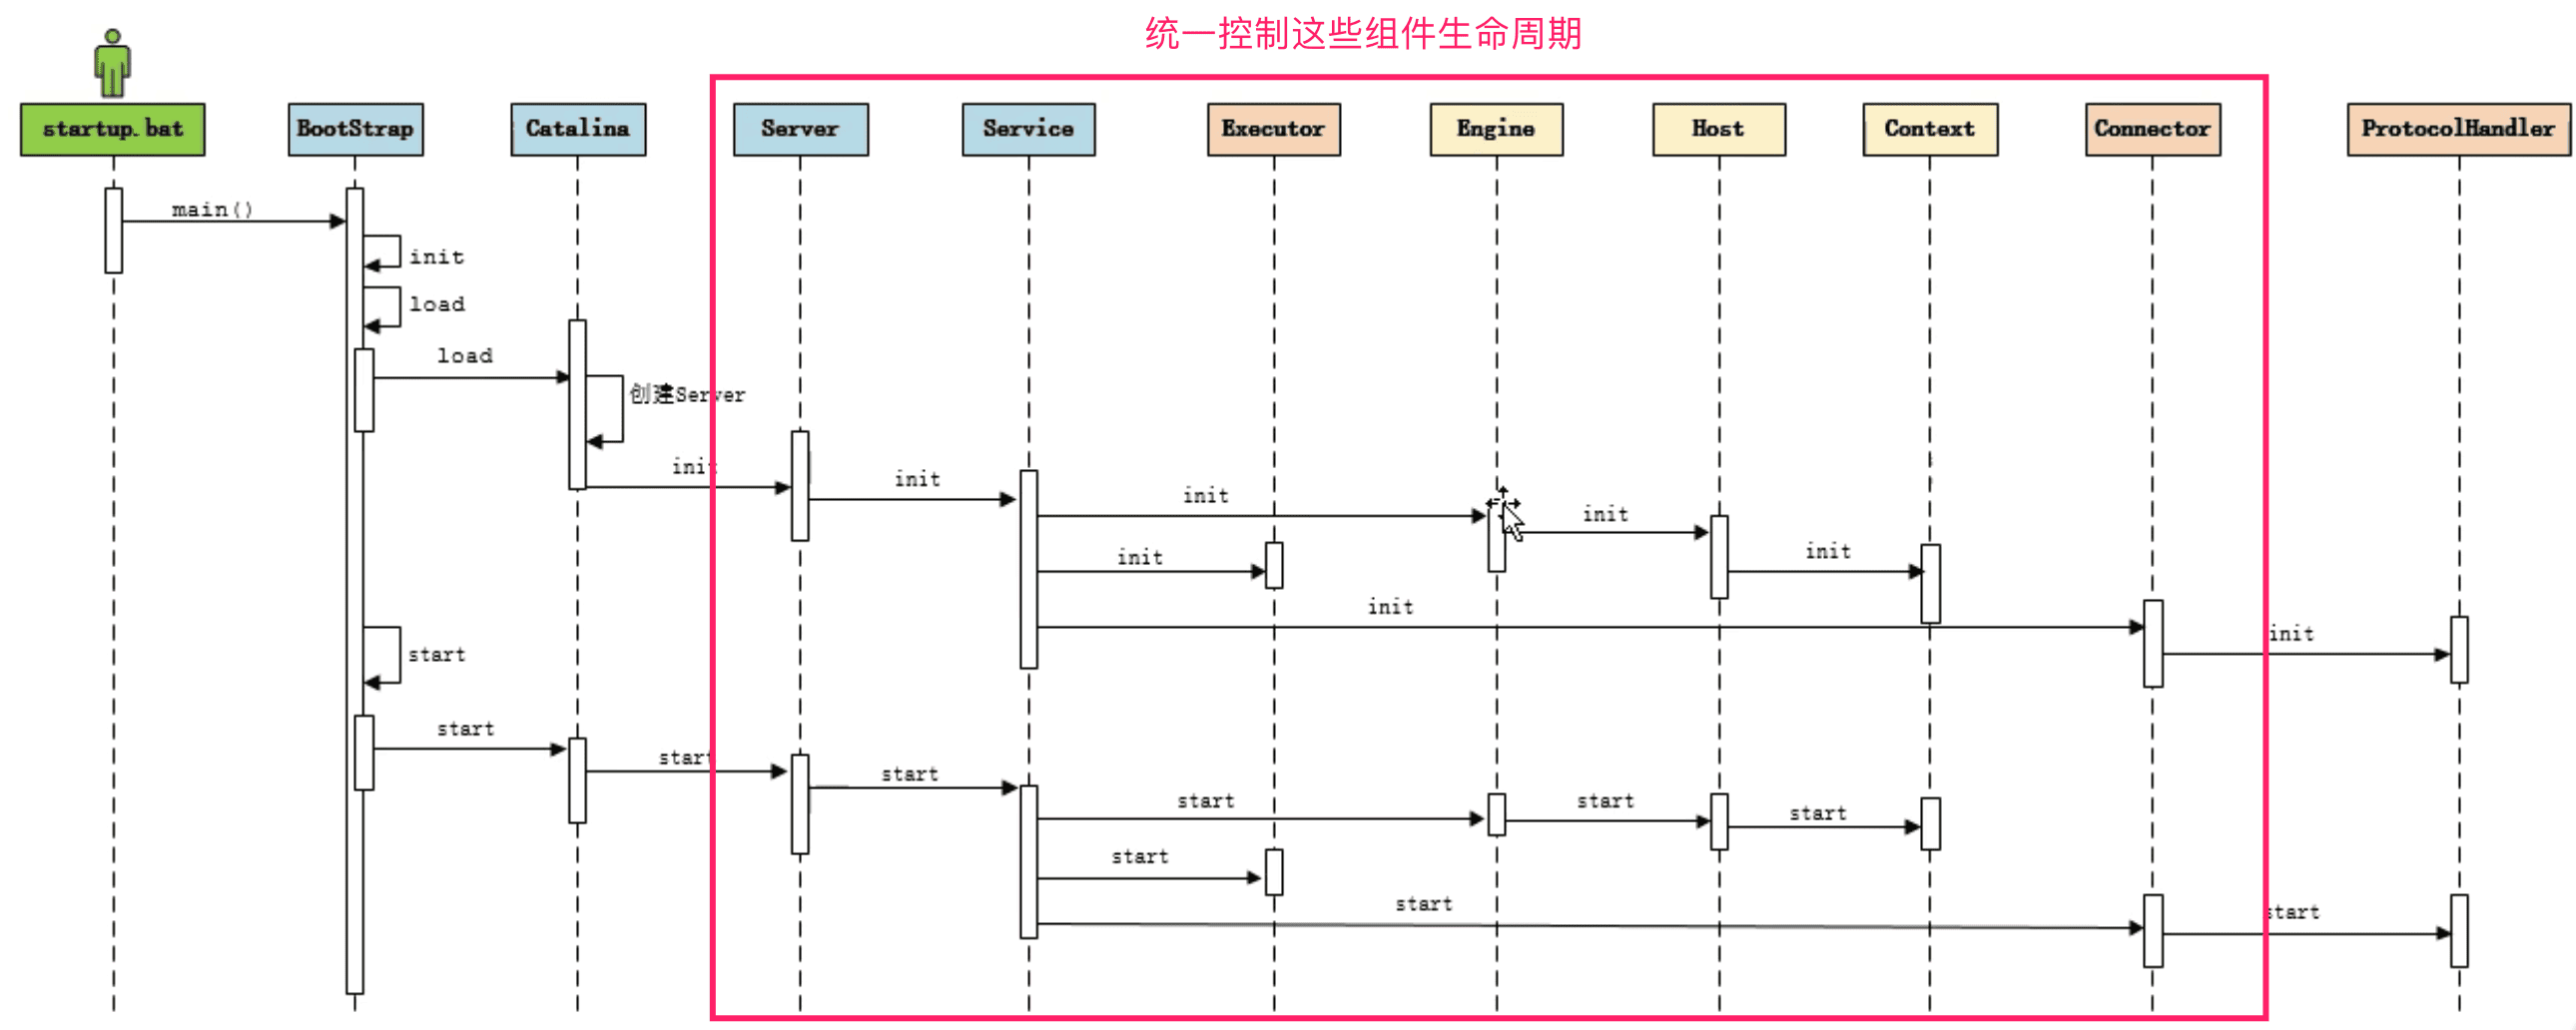 统一控制这些组件生命周期
startup.bat
BootStrap
Catalina
Server
Service
Executor
Engine
Host
Context
Connector
ProtocolHandler
main()
init
load
load
创建Server
init
init
init
init
init
init
init
init
start
start
start
start
start
start
start
start
start
start